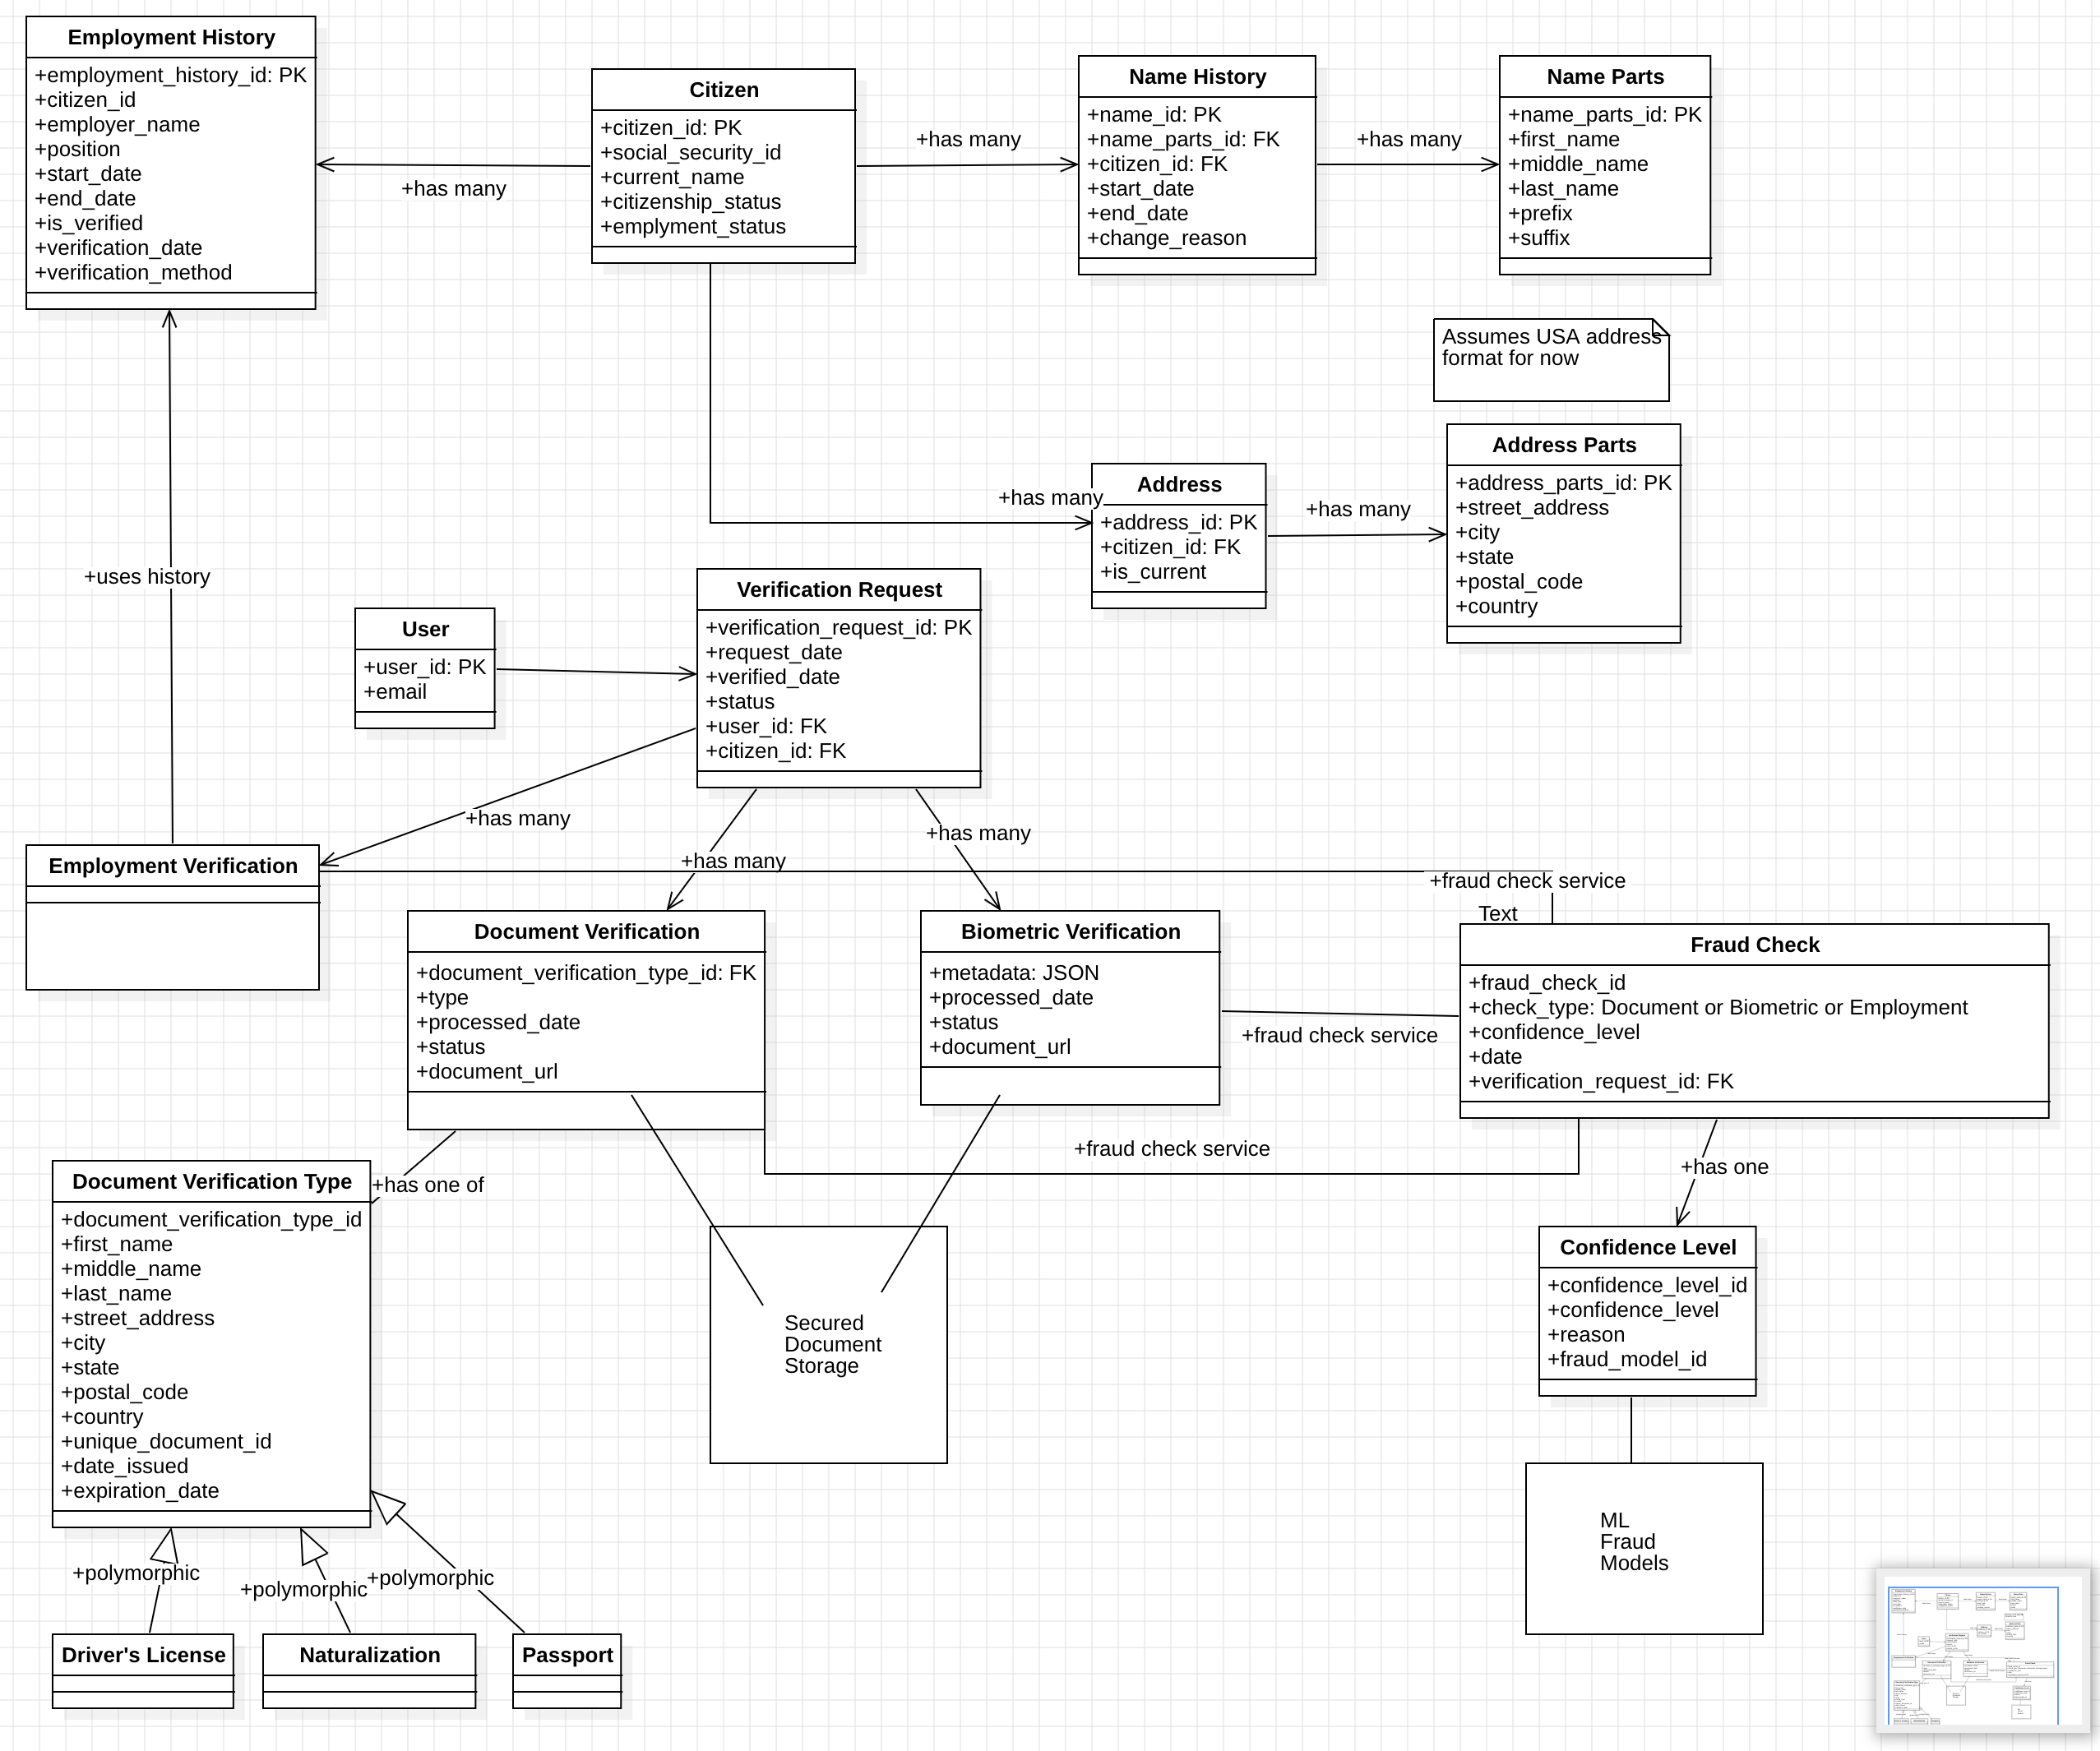 Employment History
+employment_history_id: PK
+citizen_id
+employer_name
+position
+start_date
+end_date
+is_verified
+verification_date
+verification_method
+has many
Citizen
+citizen_id: PK
+social_security_id
+current_name
+citizenship_status
+emplyment_status
+has many
Name History
+name_id: PK
+name_parts_id: FK
+citizen_id: FK
+start_date
+end_date
+change_reason
+has many
Name Parts
+name_parts_id: PK
+first_name
+middle_name
+last_name
+prefix
+suffix
Assumes USA address
format for now
+has many
Address
+address_id: PK
+citizen_id: FK
+is_current
+has many
Address Parts
+address_parts_id: PK
+street_address
+city
+state
+postal_code
+country
+uses history
User
+user_id: PK
+email
Verification Request
+verification_request_id: PK
+request_date
+verified_date
+status
+user_id: FK
+citizen_id: FK
+has many
+has many
+has many
Employment Verification
+fraud check service
Text
Document Verification
+document_verification_type_id: FK
+type
+processed_date
+status
+document_url
Biometric Verification
+metadata: JSON
+processed_date
+status
+document_url
+fraud check service
Fraud Check
+fraud_check_id
+check_type: Document or Biometric or Employment
+confidence_level
+date
+verification_request_id: FK
+fraud check service
+has one
+has one of
Document Verification Type
+document_verification_type_id
+first_name
+middle_name
+last_name
+street_address
+city
+state
+postal_code
+country
+unique_document_id
+date_issued
+expiration_date
Secured
Document
Storage
Confidence Level
+confidence_level_id
+confidence_level
+reason
+fraud_model_id
ML
Fraud
Models
+polymorphic
+polymorphic
+polymorphic
Driver's License
Naturalization
Passport